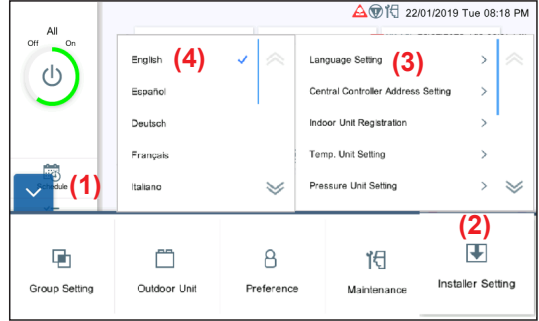 22/01/2019 Tue 08:18 PM
All
Off On
English (4)
Español
Deutsch
Français
Italiano
Language Setting (3)
Central Controller Address Setting
Indoor Unit Registration
Temp. Unit Setting
Pressure Unit Setting
Schedule (1)
(2)
Group Setting
Outdoor Unit
Preference
Maintenance
Installer Setting